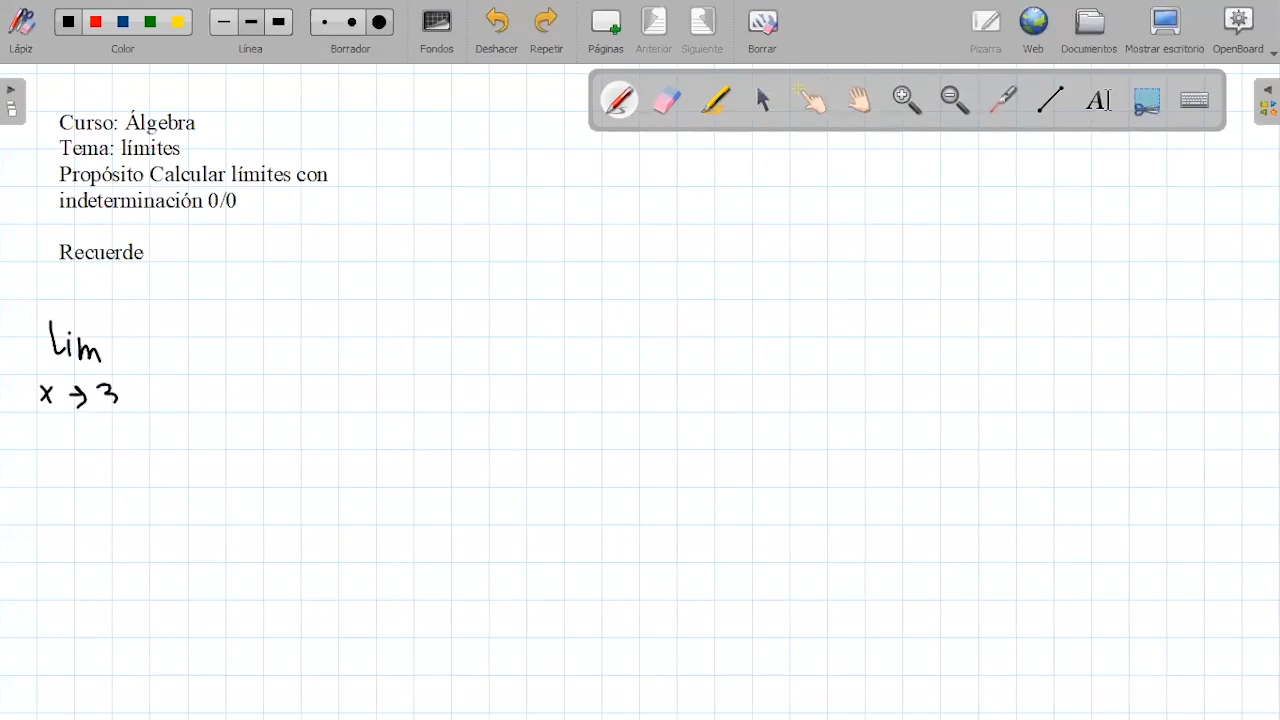 Lápiz Color Línea Borrador Fondos Deshacer Repetir Páginas Anterior Siguiente Borrar Pizarra Web Documentos Mostrar escritorio OpenBoard
A
Curso: Álgebra
Tema: límites
Propósito Calcular límites con
indeterminación 0/0
Recuerde
Lim
x → 3